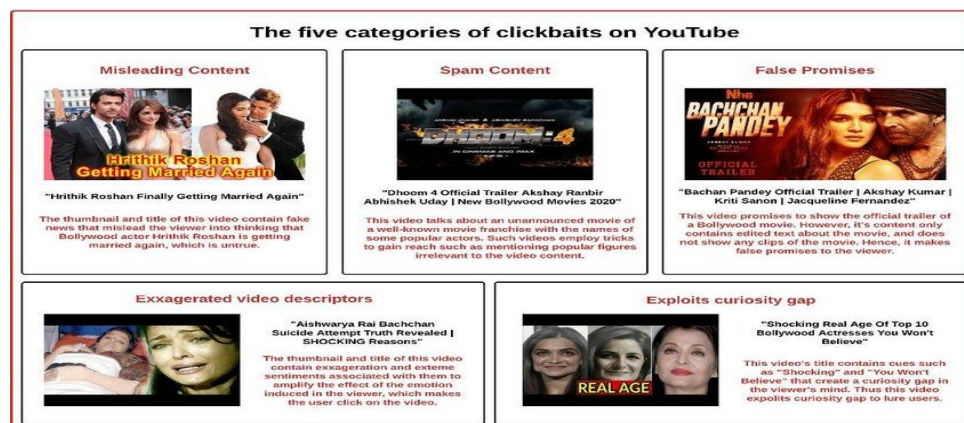 The five categories of clickbaits on YouTube
Misleading Content
Hrithik Roshan
Getting Married Again
"Hrithik Roshan Finally Getting Married Again"
The thumbnail and title of this video contain fake
news that mislead the viewer into thinking that
Bollywood actor Hrithik Roshan is getting
married again, which is untrue.
Spam Content
DHOOM:4
IN CINEMAS AND IMAX
"Dhoom 4 Official Trailer Akshay Ranbir
Abhishek Uday | New Bollywood Movies 2020"
This video talks about an unannounced movie of
a well-known movie franchise with the names of
some popular actors. Such videos employ tricks
to gain reach such as mentioning popular figures
irrelevant to the video content.
False Promises
BACHCHAN
PANDEY
OFFICIAL
TRAILER
"Bachan Pandey Official Trailer | Akshay Kumar |
Kriti Sanon | Jacqueline Fernandez"
This video promises to show the official trailer of
a Bollywood movie. However, it's content only
contains edited text about the movie, and does
not show any clips of the movie. Hence, it makes
false promises to the viewer.
Exxagerated video descriptors
"Aishwarya Rai Bachchan
Suicide Attempt Truth Revealed |
SHOCKING Reasons"
The thumbnail and title of this video
contain exaggeration and exteme
sentiments associated with them to
amplify the effect of the emotion
induced in the viewer, which makes
the user click on the video.
Exploits curiosity gap
REAL AGE
"Shocking Real Age Of Top 10
Bollywood Actresses You Won't
Believe"
This video's title contains cues such
as "Shocking" and "You Won't
Believe" that create a curiosity gap in
the viewer's mind. Thus this video
expolits curiosity gap to lure users.